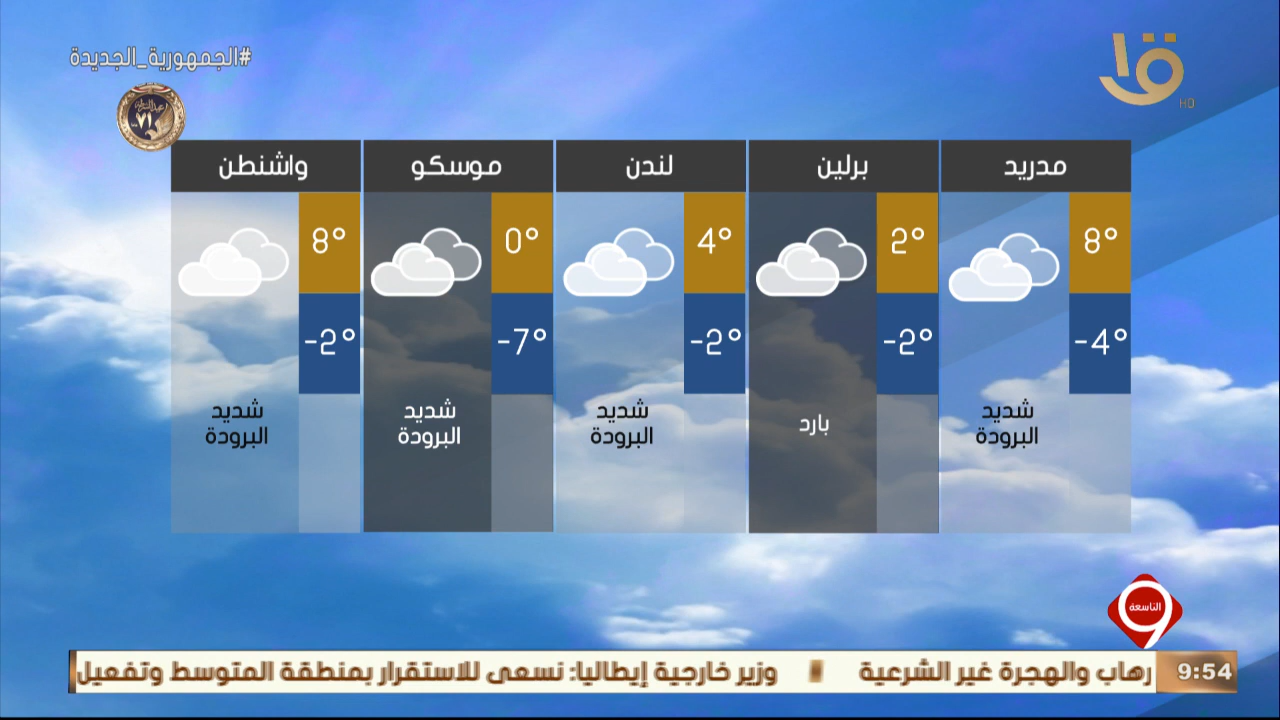 #الجمهورية_الجديدة
HD
مدريد
برلين
لندن
موسكو
واشنطن
8°
2°
4°
0°
8°
-4°
-2°
-2°
-7°
-2°
شديد
البرودة
بارد
شديد
البرودة
شديد
البرودة
شديد
البرودة
التاسعة
9
9:54
رهاب والهجرة غير الشرعية
وزير خارجية إيطاليا: نسعى للاستقرار بمنطقة المتوسط وتفعيل